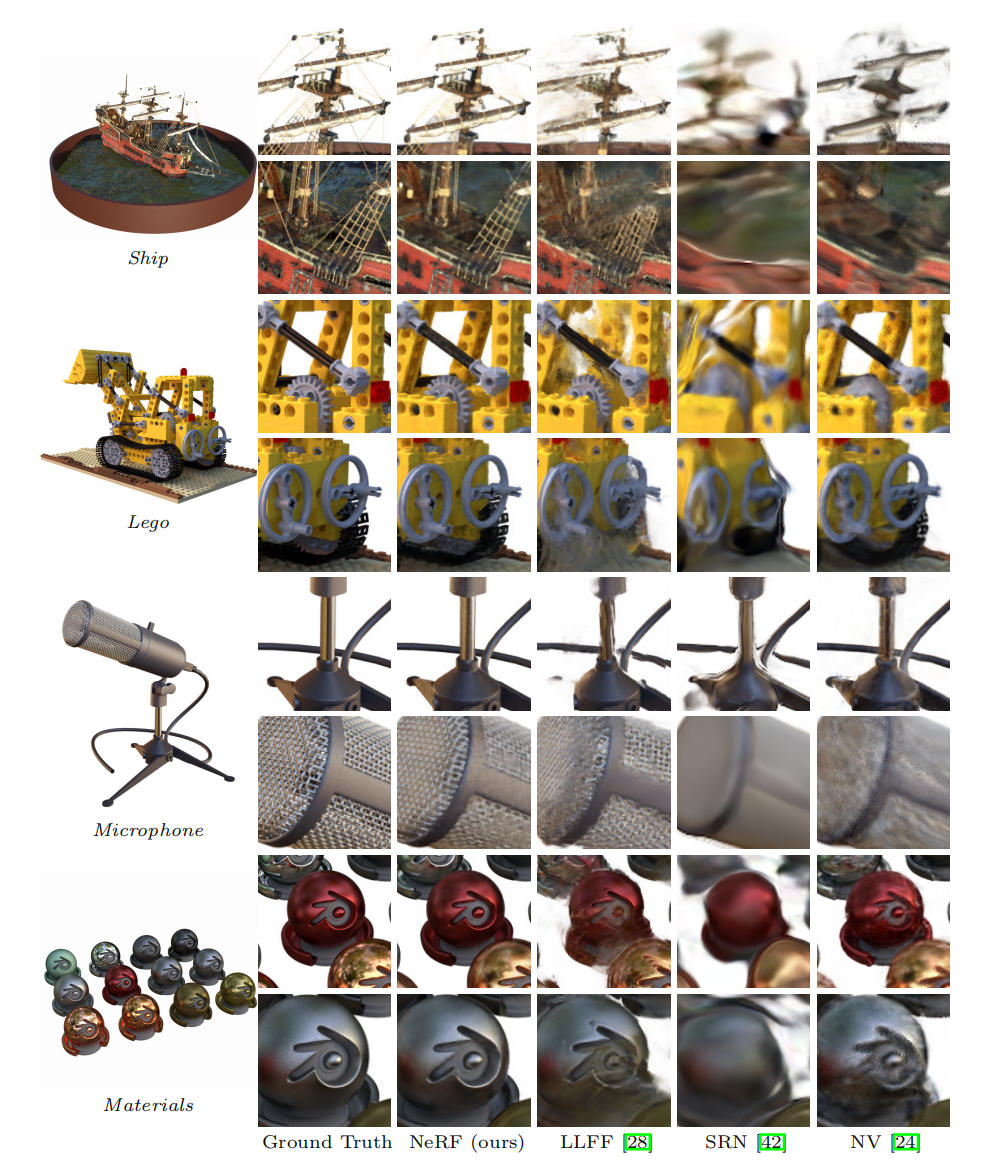 Ship
Lego
Microphone
Materials
Ground Truth NeRF (ours) LLFF [28] SRN [42] NV [24]